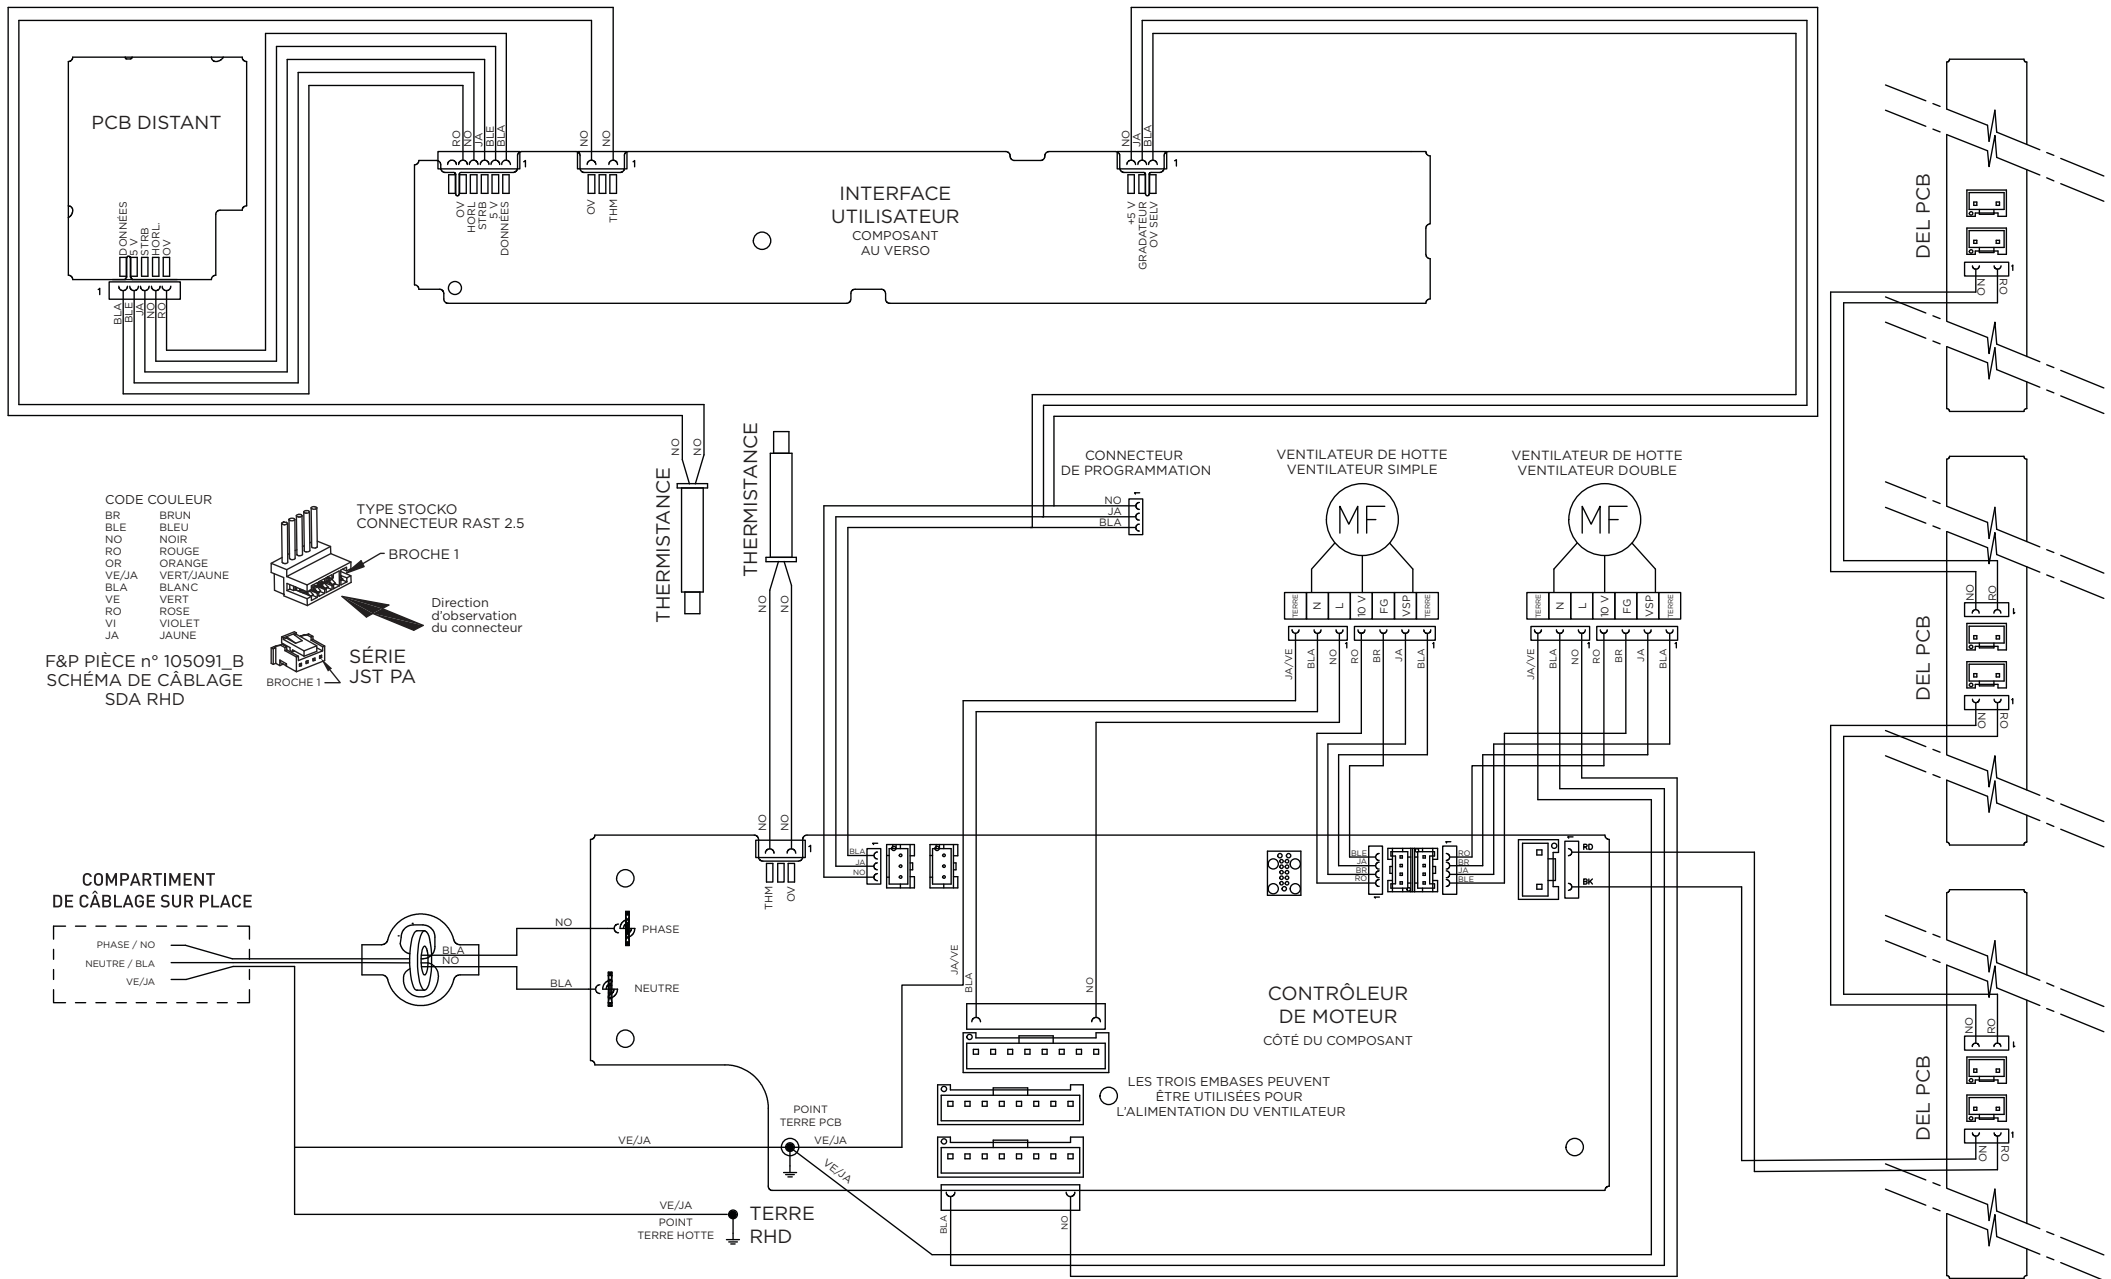 PCB DISTANT
DONNÉES
5 V
STRB
HORL.
OV
1
BLA
BLE
JA
NO
RO
RO
NO
JA
BLE
BLA
1
OV
HORL
STRB
5 V
DONNÉES
NO
NO
1
OV
THM
INTERFACE
UTILISATEUR
COMPOSANT
AU VERSO
NO
JA
BLA
1
+5 V
GRADATEUR
OV SELV
DEL PCB
1
NO
RO
CODE COULEUR
BR BRUN
BLE BLEU
NO NOIR
RO ROUGE
OR ORANGE
VE/JA VERT/JAUNE
BLA BLANC
VE VERT
RO ROSE
VI VIOLET
JA JAUNE
F&P PIÈCE n° 105091_B
SCHÉMA DE CÂBLAGE
SDA RHD
TYPE STOCKO
CONNECTEUR RAST 2.5
BROCHE 1
Direction
d'observation
du connecteur
SÉRIE
JST PA
BROCHE 1
THERMISTANCE
NO
NO
THERMISTANCE
NO
NO
CONNECTEUR
DE PROGRAMMATION
1
NO
JA
BLA
VENTILATEUR DE HOTTE
VENTILATEUR SIMPLE
MF
TERRE
N
L
10 V
FG
VSP
TERRE
1
1
JA/VE
BLA
NO
RO
BR
JA
BLA
VENTILATEUR DE HOTTE
VENTILATEUR DOUBLE
MF
TERRE
N
L
10 V
FG
VSP
TERRE
1
1
JA/VE
BLA
NO
RO
BR
JA
BLA
DEL PCB
NO
RO
1
1
NO
RO
NO
NO
1
THM
OV
1
BLA
JA
NO
BLE
JA
BR
RO
1
1
RO
BR
JA
BLE
1
RD
BK
COMPARTIMENT
DE CÂBLAGE SUR PLACE
PHASE / NO
NEUTRE / BLA
VE/JA
BLA
NO
NO
PHASE
BLA
NEUTRE
JA/VE
BLA
NO
CONTRÔLEUR
DE MOTEUR
CÔTÉ DU COMPOSANT
LES TROIS EMBASES PEUVENT
ÊTRE UTILISÉES POUR
L'ALIMENTATION DU VENTILATEUR
POINT
TERRE PCB
VE/JA
VE/JA
VE/JA
VE/JA
POINT
TERRE HOTTE
TERRE
RHD
BLA
NO
DEL PCB
NO
RO
1
1
NO
RO